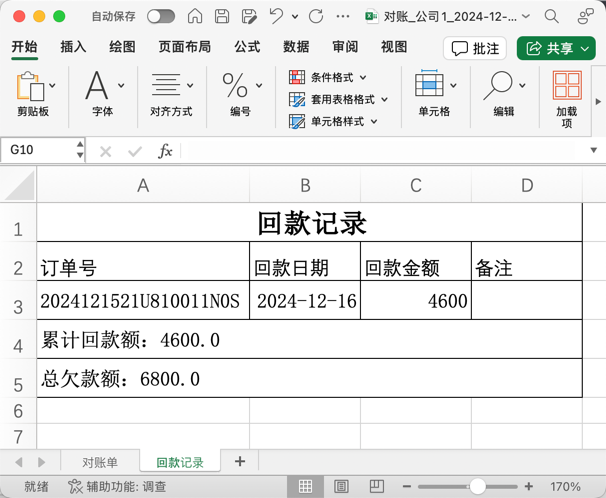 自动保存
对账_公司1_2024-12-...
开始 插入 绘图 页面布局 公式 数据 审阅 视图 批注 共享
剪贴板 字体 对齐方式 % 编号 条件格式 套用表格格式 单元格样式 单元格 编辑 加载项
G10 fx
A B C D
1 回款记录
2 订单号 回款日期 回款金额 备注
3 2024121521U810011N0S 2024-12-16 4600
4 累计回款额：4600.0
5 总欠款额：6800.0
6
7
对账单 回款记录 +
就绪 辅助功能: 调查 170%